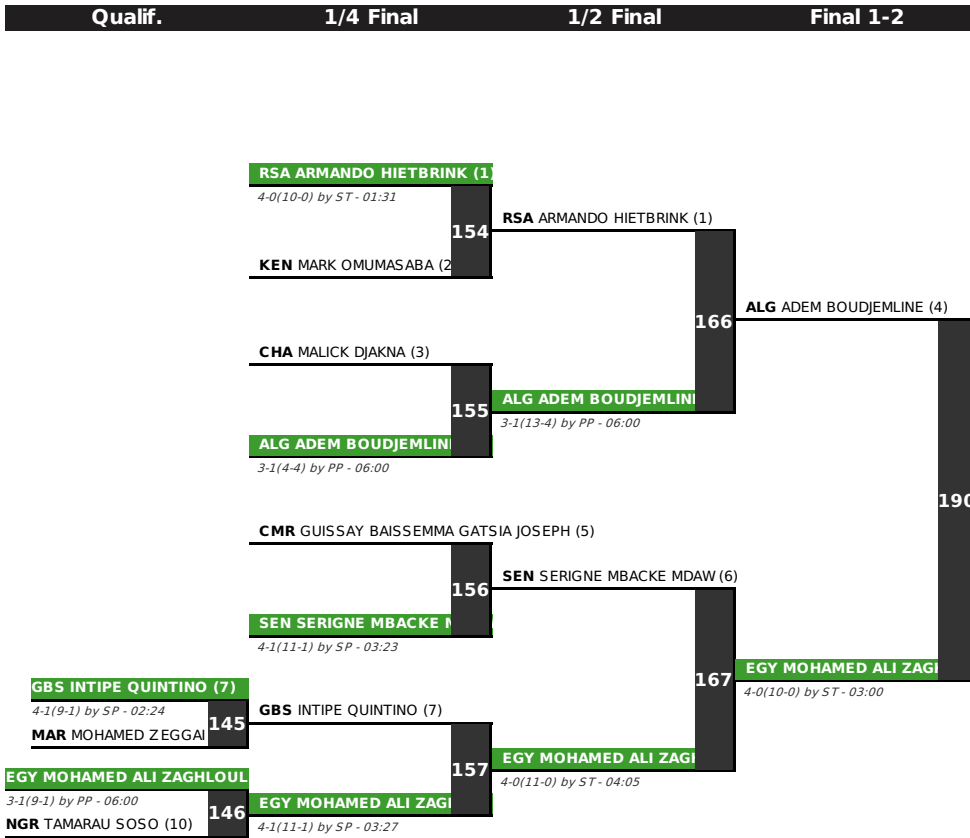 Qualif. 1/4 Final 1/2 Final Final 1-2
RSA ARMANDO HIETBRINK (1)
4-0(10-0) by ST - 01:31
154
KEN MARK OMUMASABA (2
RSA ARMANDO HIETBRINK (1)
166
ALG ADEM BOUDJEMLINE (4)
CHA MALICK DJAKNA (3)
155
ALG ADEM BOUDJEMLINE
3-1(4-4) by PP - 06:00
ALG ADEM BOUDJEMLINE
3-1(13-4) by PP - 06:00
190
CMR GUISSAY BAISSEMMA GATSIA JOSEPH (5)
156
SEN SERIGNE MBACKE
4-1(11-1) by SP - 03:23
SEN SERIGNE MBACKE MDAW (6)
167
EGY MOHAMED ALI ZAGH
4-0(10-0) by ST - 03:00
GBS INTIPE QUINTINO (7)
4-1(9-1) by SP - 02:24
145
MAR MOHAMED ZEGGAI
GBS INTIPE QUINTINO (7)
157
EGY MOHAMED ALI ZAGH
4-0(11-0) by ST - 04:05
EGY MOHAMED ALI ZAGHLOUL
3-1(9-1) by PP - 06:00
146
NGR TAMARAU SOSO (10)
EGY MOHAMED ALI ZAGH
4-1(11-1) by SP - 03:27